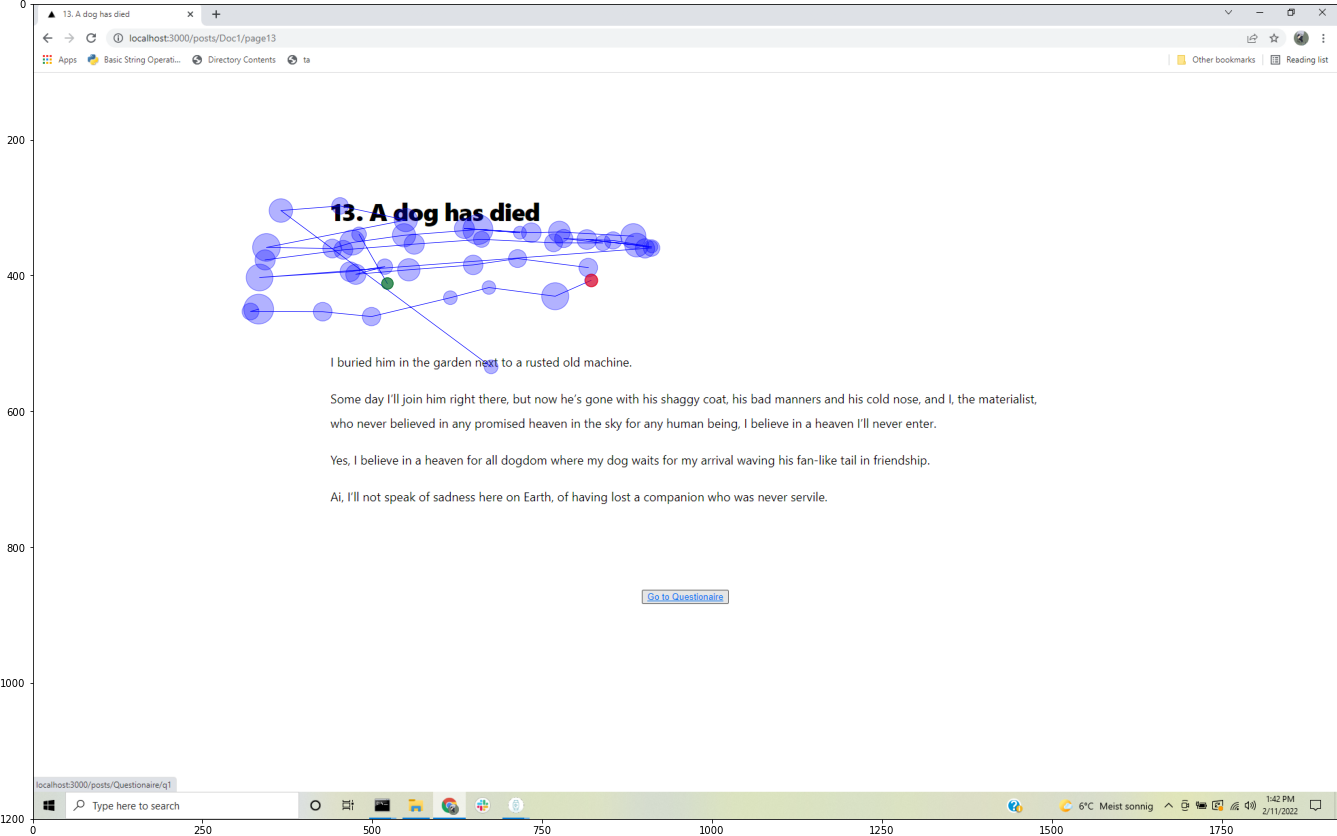 0
13. A dog has died
localhost:3000/posts/Doc1/page13
Apps Basic String Operati... Directory Contents ta Other bookmarks Reading list
200
13. A dog has died
400
I buried him in the garden next to a rusted old machine.
Some day I'll join him right there, but now he's gone with his shaggy coat, his bad manners and his cold nose, and I, the materialist,
600
who never believed in any promised heaven in the sky for any human being, I believe in a heaven I'll never enter.
Yes, I believe in a heaven for all dogdom where my dog waits for my arrival waving his fan-like tail in friendship.
Ai, I'll not speak of sadness here on Earth, of having lost a companion who was never servile.
800
Go to Questionaire
1000
localhost:3000/posts/Questionaire/q1
Type here to search 6°C Meist sonnig 1:42 PM
2/11/2022
1200
0 250 500 750 1000 1250 1500 1750